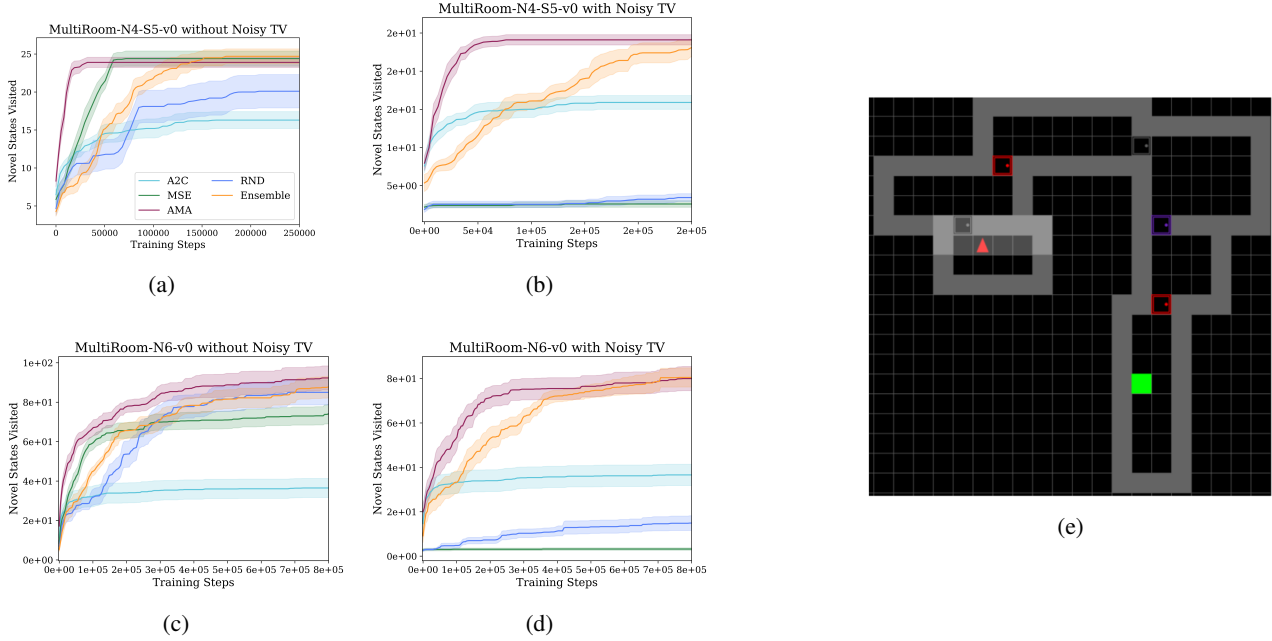 MultiRoom-N4-S5-v0 without Noisy TV
Novel States Visited
25
20
15
10
5
A2C
MSE
AMA
RND
Ensemble
0
50000
100000
150000
200000
250000
Training Steps
(a)
MultiRoom-N4-S5-v0 with Noisy TV
Novel States Visited
2e+01
2e+01
2e+01
1e+01
5e+00
0e+00
5e+04
1e+05
2e+05
2e+05
2e+05
Training Steps
(b)
MultiRoom-N6-v0 without Noisy TV
Novel States Visited
1e+02
8e+01
6e+01
4e+01
2e+01
0e+00
0e+00
1e+05
2e+05
3e+05
4e+05
5e+05
6e+05
7e+05
8e+05
Training Steps
(c)
MultiRoom-N6-v0 with Noisy TV
Novel States Visited
8e+01
6e+01
4e+01
2e+01
0e+00
0e+00
1e+05
2e+05
3e+05
4e+05
5e+05
6e+05
7e+05
8e+05
Training Steps
(d)
(e)